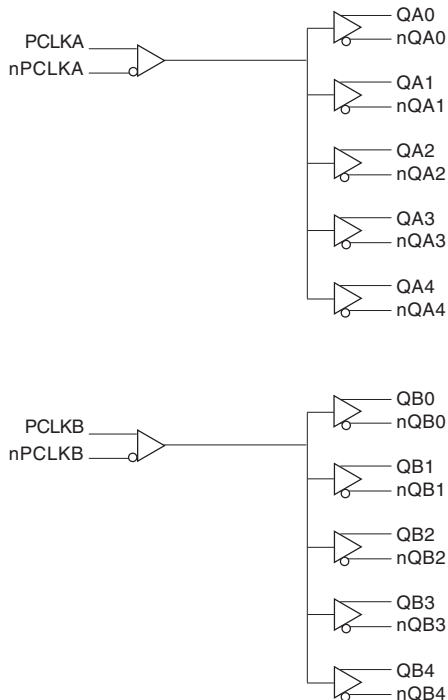 PCLKA
nPCLKA
QA0
nQA0
QA1
nQA1
QA2
nQA2
QA3
nQA3
QA4
nQA4
PCLKB
nPCLKB
QB0
nQB0
QB1
nQB1
QB2
nQB2
QB3
nQB3
QB4
nQB4